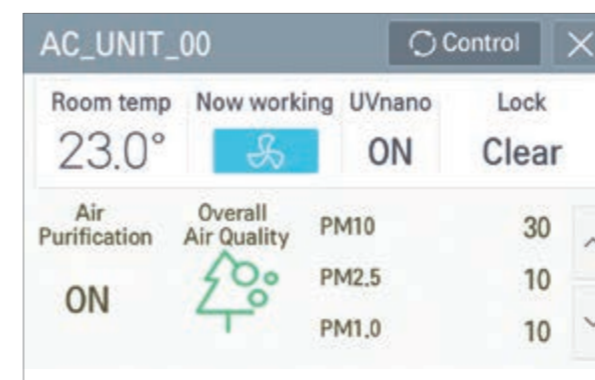 AC_UNIT_00 Control
Room temp Now working UVnano Lock
23.0° ON Clear
Air Purification Overall Air Quality PM10 30
ON PM2.5 10
PM1.0 10